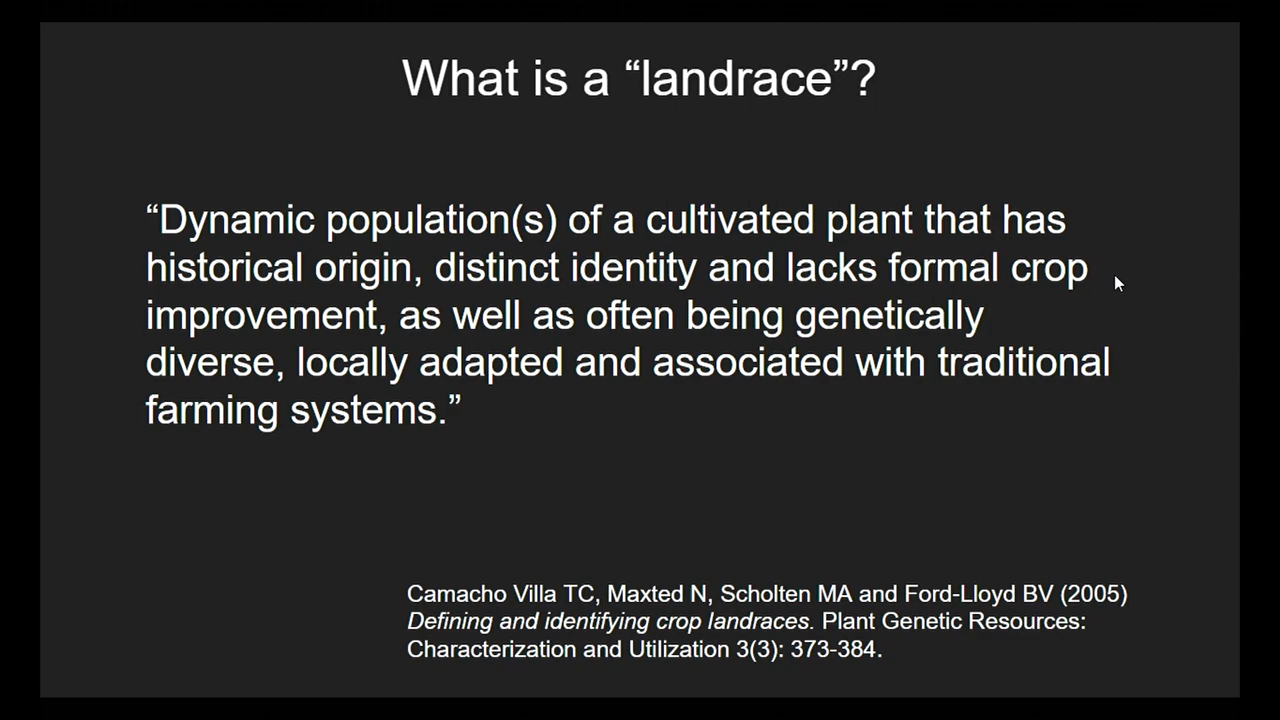 What is a “landrace”?
“Dynamic population(s) of a cultivated plant that has
historical origin, distinct identity and lacks formal crop
improvement, as well as often being genetically
diverse, locally adapted and associated with traditional
farming systems.”
Camacho Villa TC, Maxted N, Scholten MA and Ford-Lloyd BV (2005)
Defining and identifying crop landraces. Plant Genetic Resources:
Characterization and Utilization 3(3): 373-384.